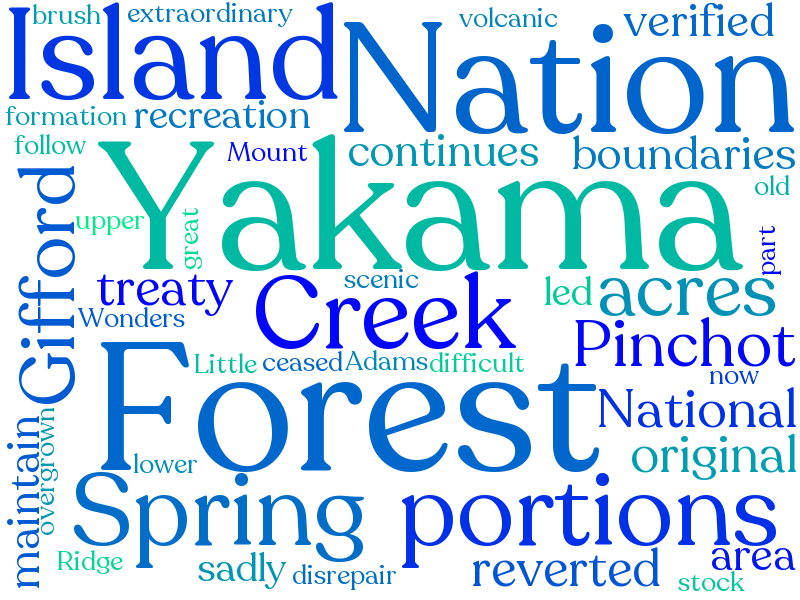 brush
extraordinary
volcanic
verified
Island
Nation
formation
recreation
follow
Mount
continues
boundaries
Yakama
old
Gifford
upper
great
part
treaty
scenic
led
acres
Creek
Wonders
Pinchot
Little
ceased
Adams
difficult
now
Forest
National
maintain
overgrown
lower
original
Spring
portions
Ridge
sadly
disrepair
reverted
area
stock